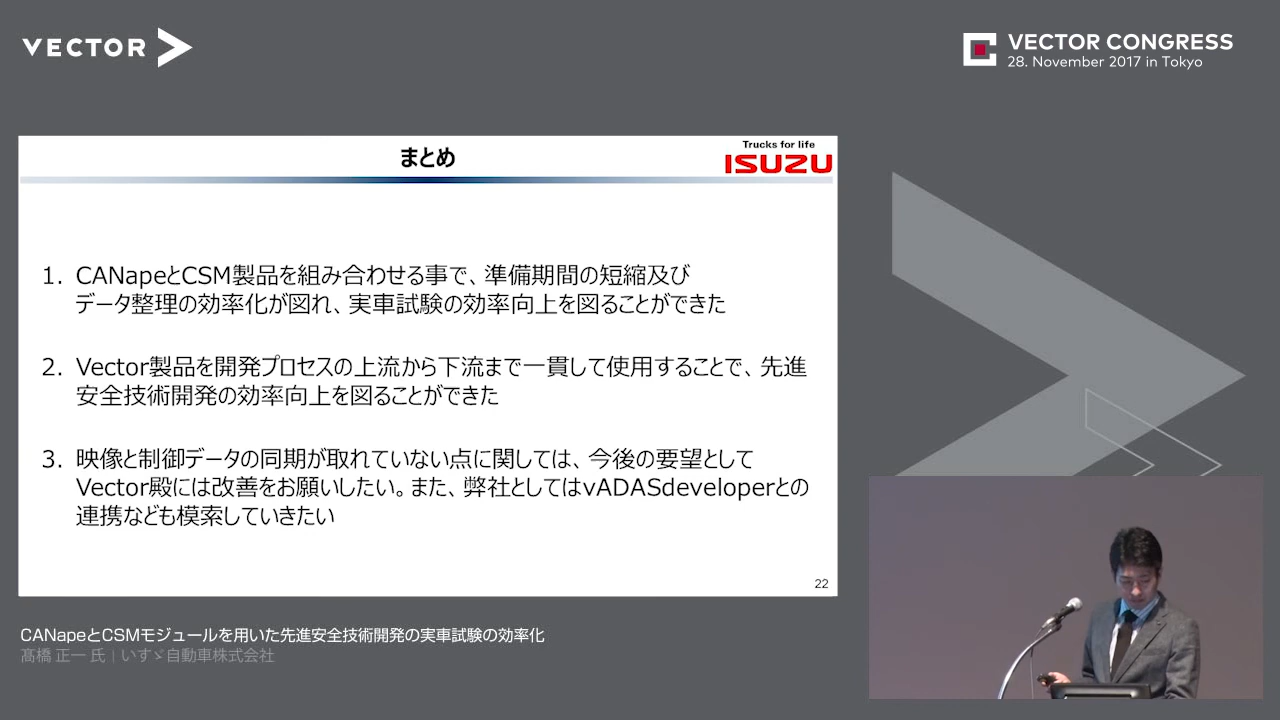 VECTOR
VECTOR CONGRESS
28. November 2017 in Tokyo
まとめ
Trucks for life
ISUZU
1. CANapeとCSM製品を組み合わせる事で、準備期間の短縮及び
データ整理の効率化が図れ、実車試験の効率向上を図ることができた
2. Vector製品を開発プロセスの上流から下流まで一貫して使用することで、先進
安全技術開発の効率向上を図ることができた
3. 映像と制御データの同期が取れていない点に関しては、今後の要望として
Vector殿には改善をお願いしたい。また、弊社としてはvADASdeveloperとの
連携なども模索していきたい
22
CANapeとCSMモジュールを用いた先進安全技術開発の実車試験の効率化
髙橋 正一 氏 | いすゞ自動車株式会社